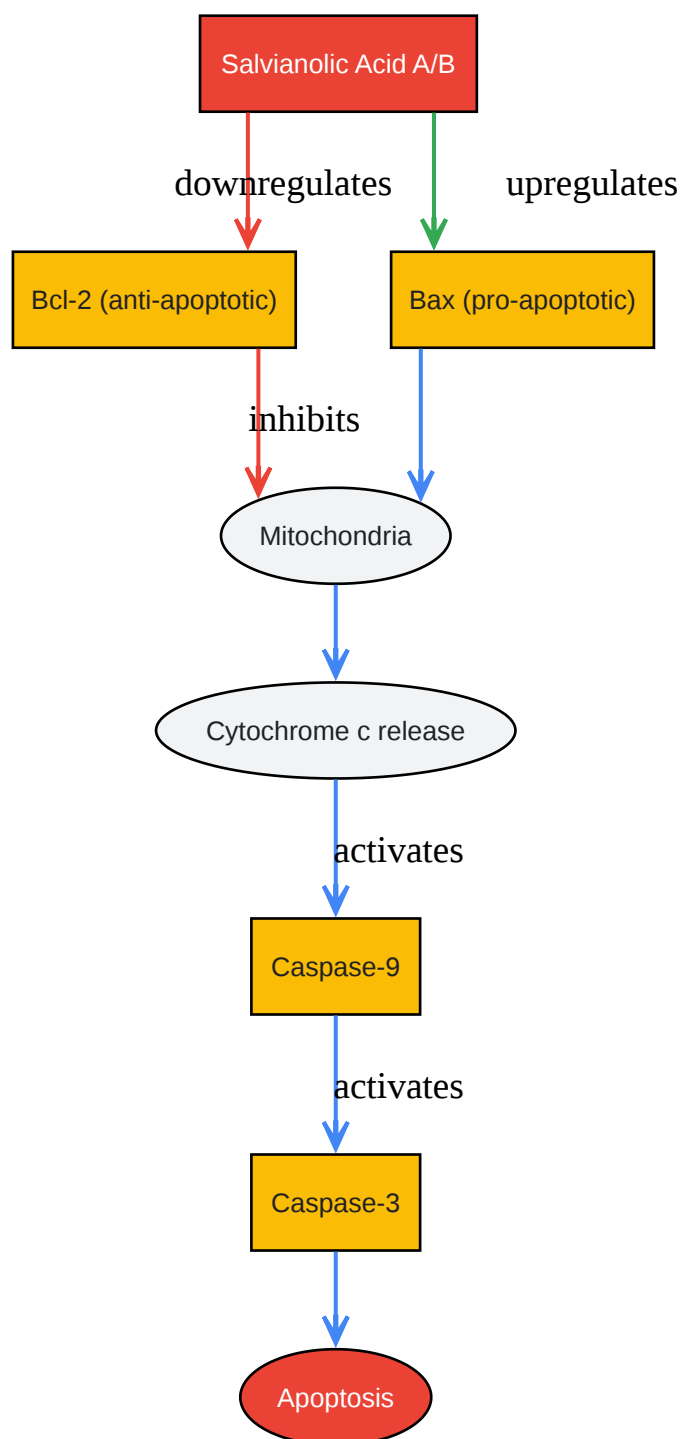 Salvianolic Acid A/B
downregulates
upregulates
Bcl-2 (anti-apoptotic)
Bax (pro-apoptotic)
inhibits
Mitochondria
Cytochrome c release
activates
Caspase-9
activates
Caspase-3
Apoptosis